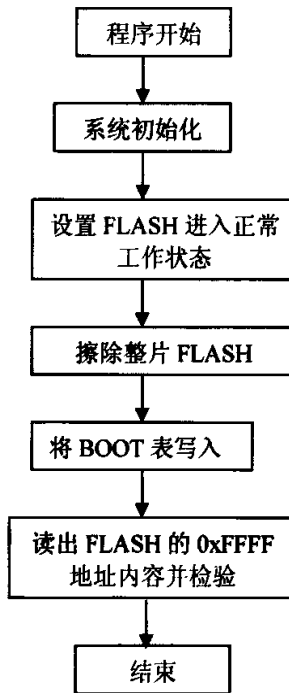 程序开始
系统初始化
设置 FLASH 进入正常
工作状态
擦除整片 FLASH
将 BOOT 表写入
读出 FLASH 的 0xFFFF
地址内容并检验
结束